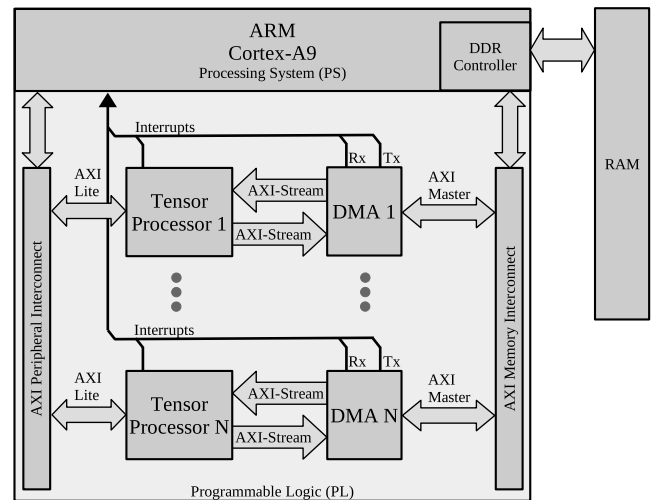 ARM
Cortex-A9
Processing System (PS)
DDR
Controller
RAM
Interrupts
Rx
Tx
AXI
Lite
Tensor
Processor 1
AXI-Stream
AXI-Stream
DMA 1
AXI
Master
AXI Peripheral Interconnect
AXI Memory Interconnect
Interrupts
Rx
Tx
AXI
Lite
Tensor
Processor N
AXI-Stream
AXI-Stream
DMA N
AXI
Master
Programmable Logic (PL)